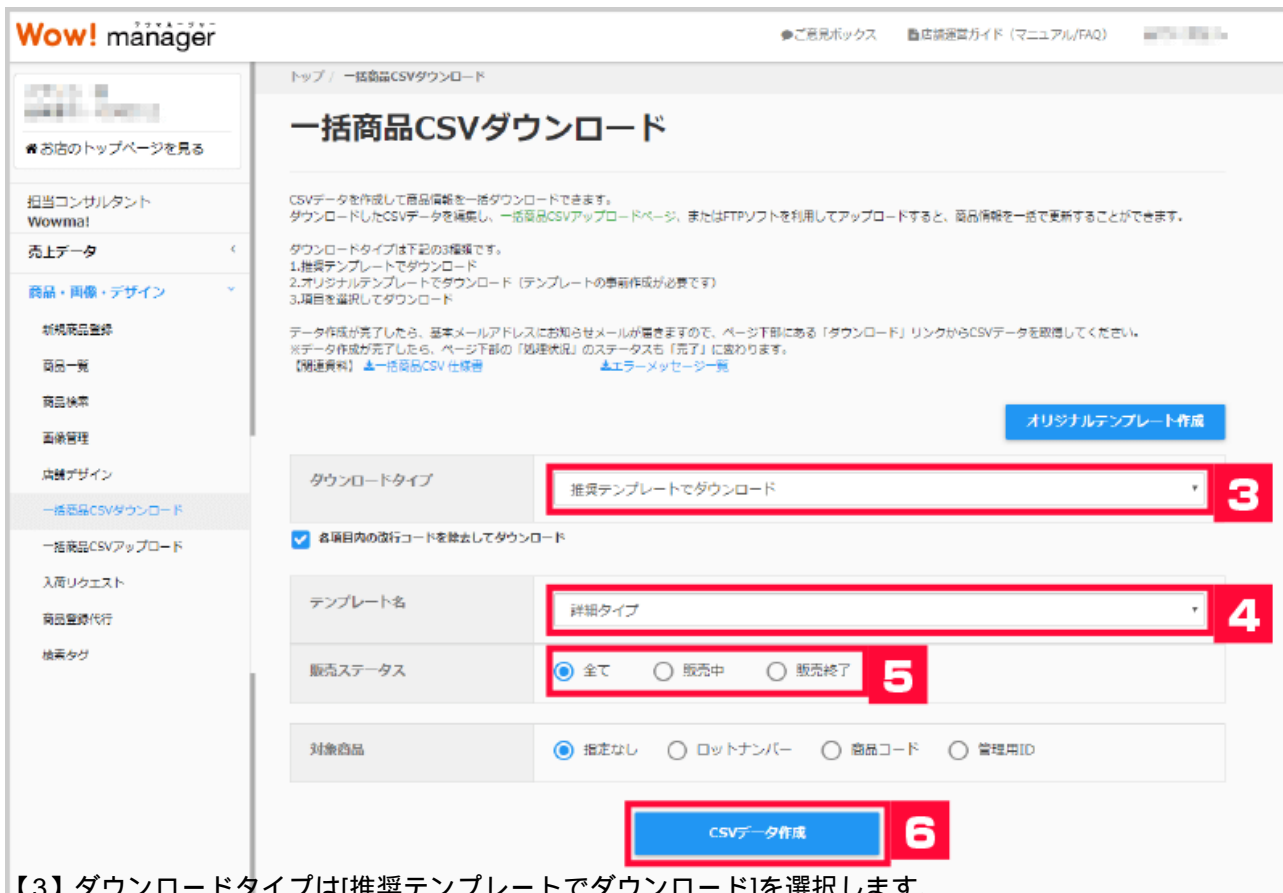 Wow! manager
ワウマネージャー
ご意見ボックス 店舗運営ガイド（マニュアル/FAQ）
お店のトップページを見る
担当コンサルタント
Wowma!
売上データ
商品・画像・デザイン
新規商品登録
商品一覧
商品検索
画像管理
店舗デザイン
一括商品CSVダウンロード
一括商品CSVアップロード
入荷リクエスト
商品登録代行
検索タグ
トップ / 一括商品CSVダウンロード
一括商品CSVダウンロード
CSVデータを作成して商品情報を一括ダウンロードできます。
ダウンロードしたCSVデータを編集し、一括商品CSVアップロードページ、またはFTPソフトを利用してアップロードすると、商品情報を一括で更新することができます。
ダウンロードタイプは下記の3種類です。
1.推奨テンプレートでダウンロード
2.オリジナルテンプレートでダウンロード（テンプレートの事前作成が必要です）
3.項目を選択してダウンロード
データ作成が完了したら、基本メールアドレスにお知らせメールが届きますので、ページ下部にある「ダウンロード」リンクからCSVデータを取得してください。
※データ作成が完了したら、ページ下部の「処理状況」のステータスも「完了」に変わります。
【関連資料】 一括商品CSV 仕様書 エラーメッセージ一覧
オリジナルテンプレート作成
ダウンロードタイプ 推奨テンプレートでダウンロード 3
各項目内の改行コードを除去してダウンロード
テンプレート名 詳細タイプ 4
販売ステータス 全て 販売中 販売終了 5
対象商品 指定なし ロットナンバー 商品コード 管理用ID
CSVデータ作成 6
【3】ダウンロードタイプは[推奨テンプレートでダウンロード]を選択します